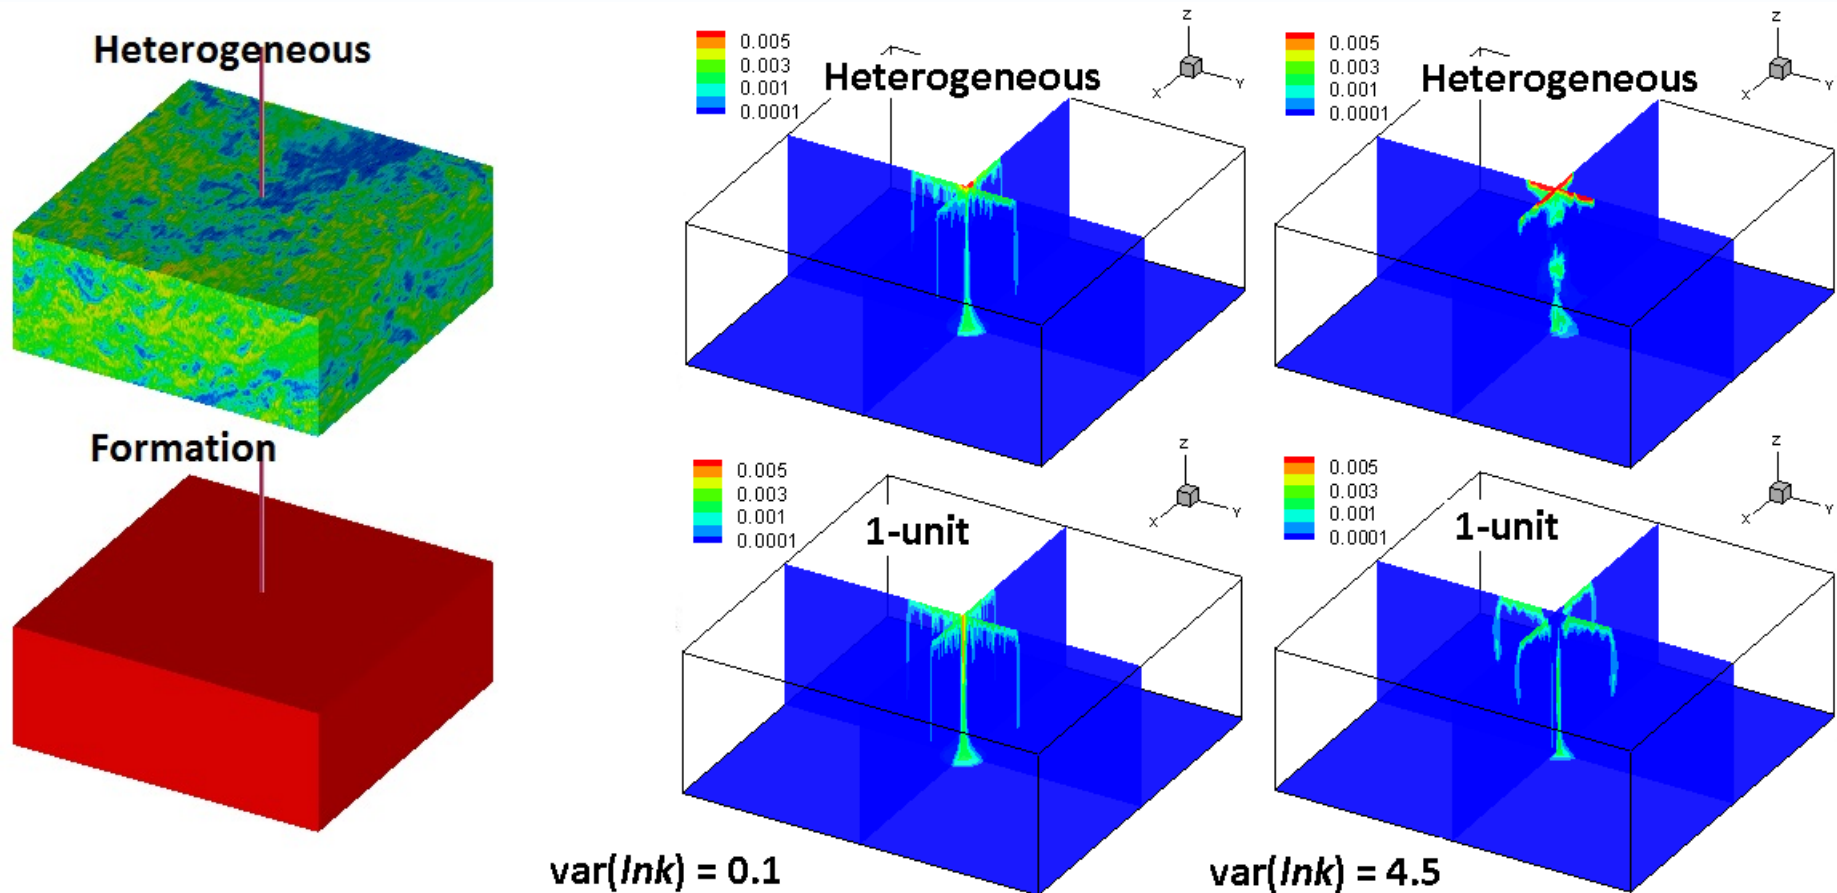 Heterogeneous
0.005
0.003
0.001
0.0001
Heterogeneous
Z
X
Y
0.005
0.003
0.001
0.0001
Heterogeneous
Z
X
Y
Formation
0.005
0.003
0.001
0.0001
1-unit
Z
X
Y
0.005
0.003
0.001
0.0001
1-unit
Z
X
Y
var(lnk) = 0.1
var(lnk) = 4.5